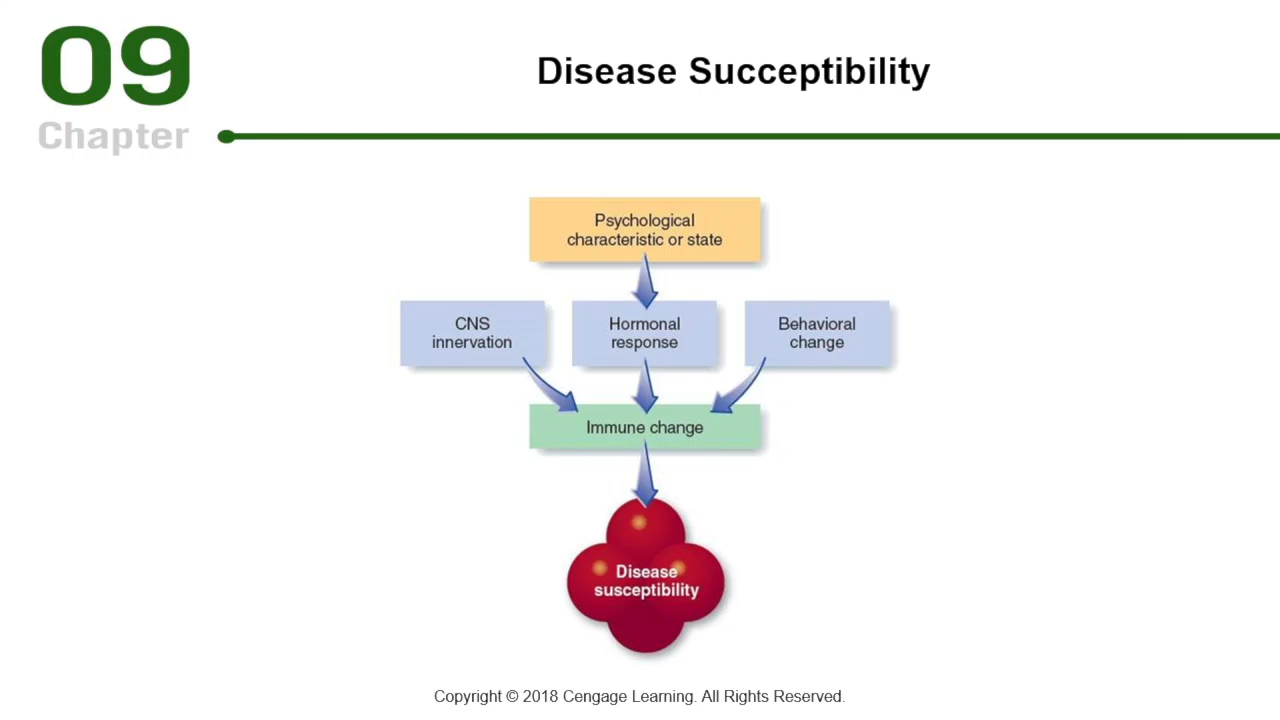 09
Chapter
Disease Succeptibility
Psychological
characteristic or state
CNS
innervation
Hormonal
response
Behavioral
change
Immune change
Disease
susceptibility
Copyright © 2018 Cengage Learning. All Rights Reserved.